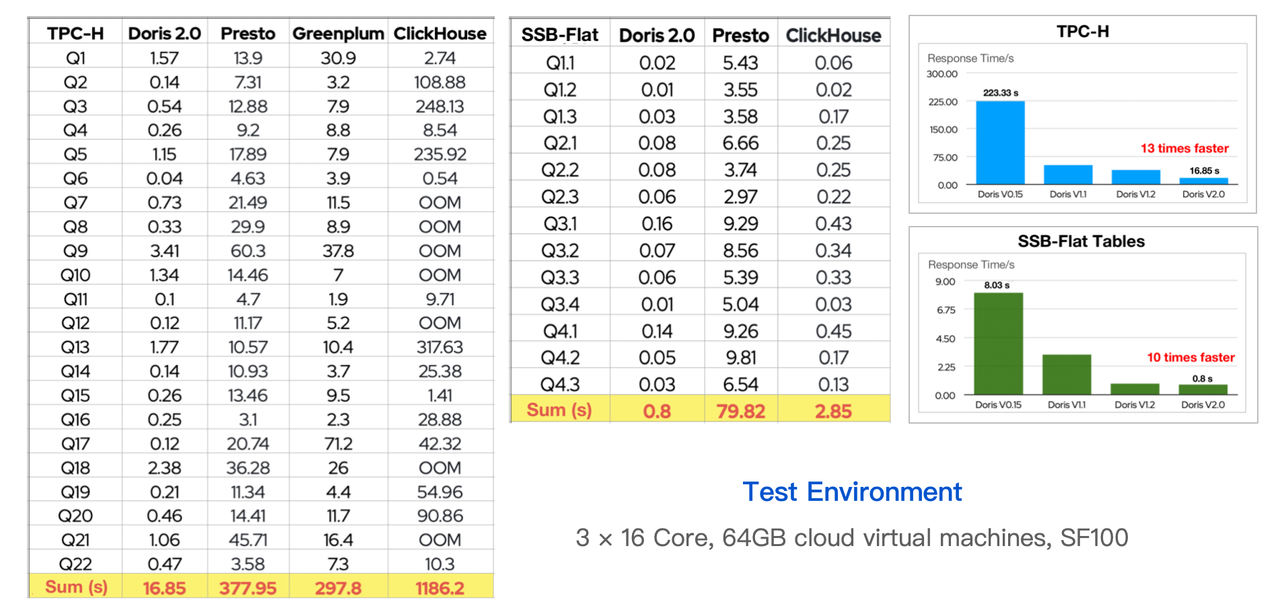 TPC-H Doris 2.0 Presto Greenplum ClickHouse
Q1 1.57 13.9 30.9 2.74
Q2 0.14 7.31 3.2 108.88
Q3 0.54 12.88 7.9 248.13
Q4 0.26 9.2 8.8 8.54
Q5 1.15 17.89 7.9 235.92
Q6 0.04 4.63 3.9 0.54
Q7 0.73 21.49 11.5 OOM
Q8 0.33 29.9 8.9 OOM
Q9 3.41 60.3 37.8 OOM
Q10 1.34 14.46 7 OOM
Q11 0.1 4.7 1.9 9.71
Q12 0.12 11.17 5.2 OOM
Q13 1.77 10.57 10.4 317.63
Q14 0.14 10.93 3.7 25.38
Q15 0.26 13.46 9.5 1.41
Q16 0.25 3.1 2.3 28.88
Q17 0.12 20.74 71.2 42.32
Q18 2.38 36.28 26 OOM
Q19 0.21 11.34 4.4 54.96
Q20 0.46 14.41 11.7 90.86
Q21 1.06 45.71 16.4 OOM
Q22 0.47 3.58 7.3 10.3
Sum (s) 16.85 377.95 297.8 1186.2
SSB-Flat Doris 2.0 Presto ClickHouse
Q1.1 0.02 5.43 0.06
Q1.2 0.01 3.55 0.02
Q1.3 0.03 3.58 0.17
Q2.1 0.08 6.66 0.25
Q2.2 0.08 3.74 0.25
Q2.3 0.06 2.97 0.22
Q3.1 0.16 9.29 0.43
Q3.2 0.07 8.56 0.34
Q3.3 0.06 5.39 0.33
Q3.4 0.01 5.04 0.03
Q4.1 0.14 9.26 0.45
Q4.2 0.05 9.81 0.17
Q4.3 0.03 6.54 0.13
Sum (s) 0.8 79.82 2.85
TPC-H
Response Time/s
300.00
223.33 s
225.00
150.00
13 times faster
75.00
16.85 s
0.00
Doris V0.15 Doris V1.1 Doris V1.2 Doris V2.0
SSB-Flat Tables
Response Time/s
9.00
8.03 s
6.75
4.50
10 times faster
2.25
0.8 s
0.00
Doris V0.15 Doris V1.1 Doris V1.2 Doris V2.0
Test Environment
3 × 16 Core, 64GB cloud virtual machines, SF100